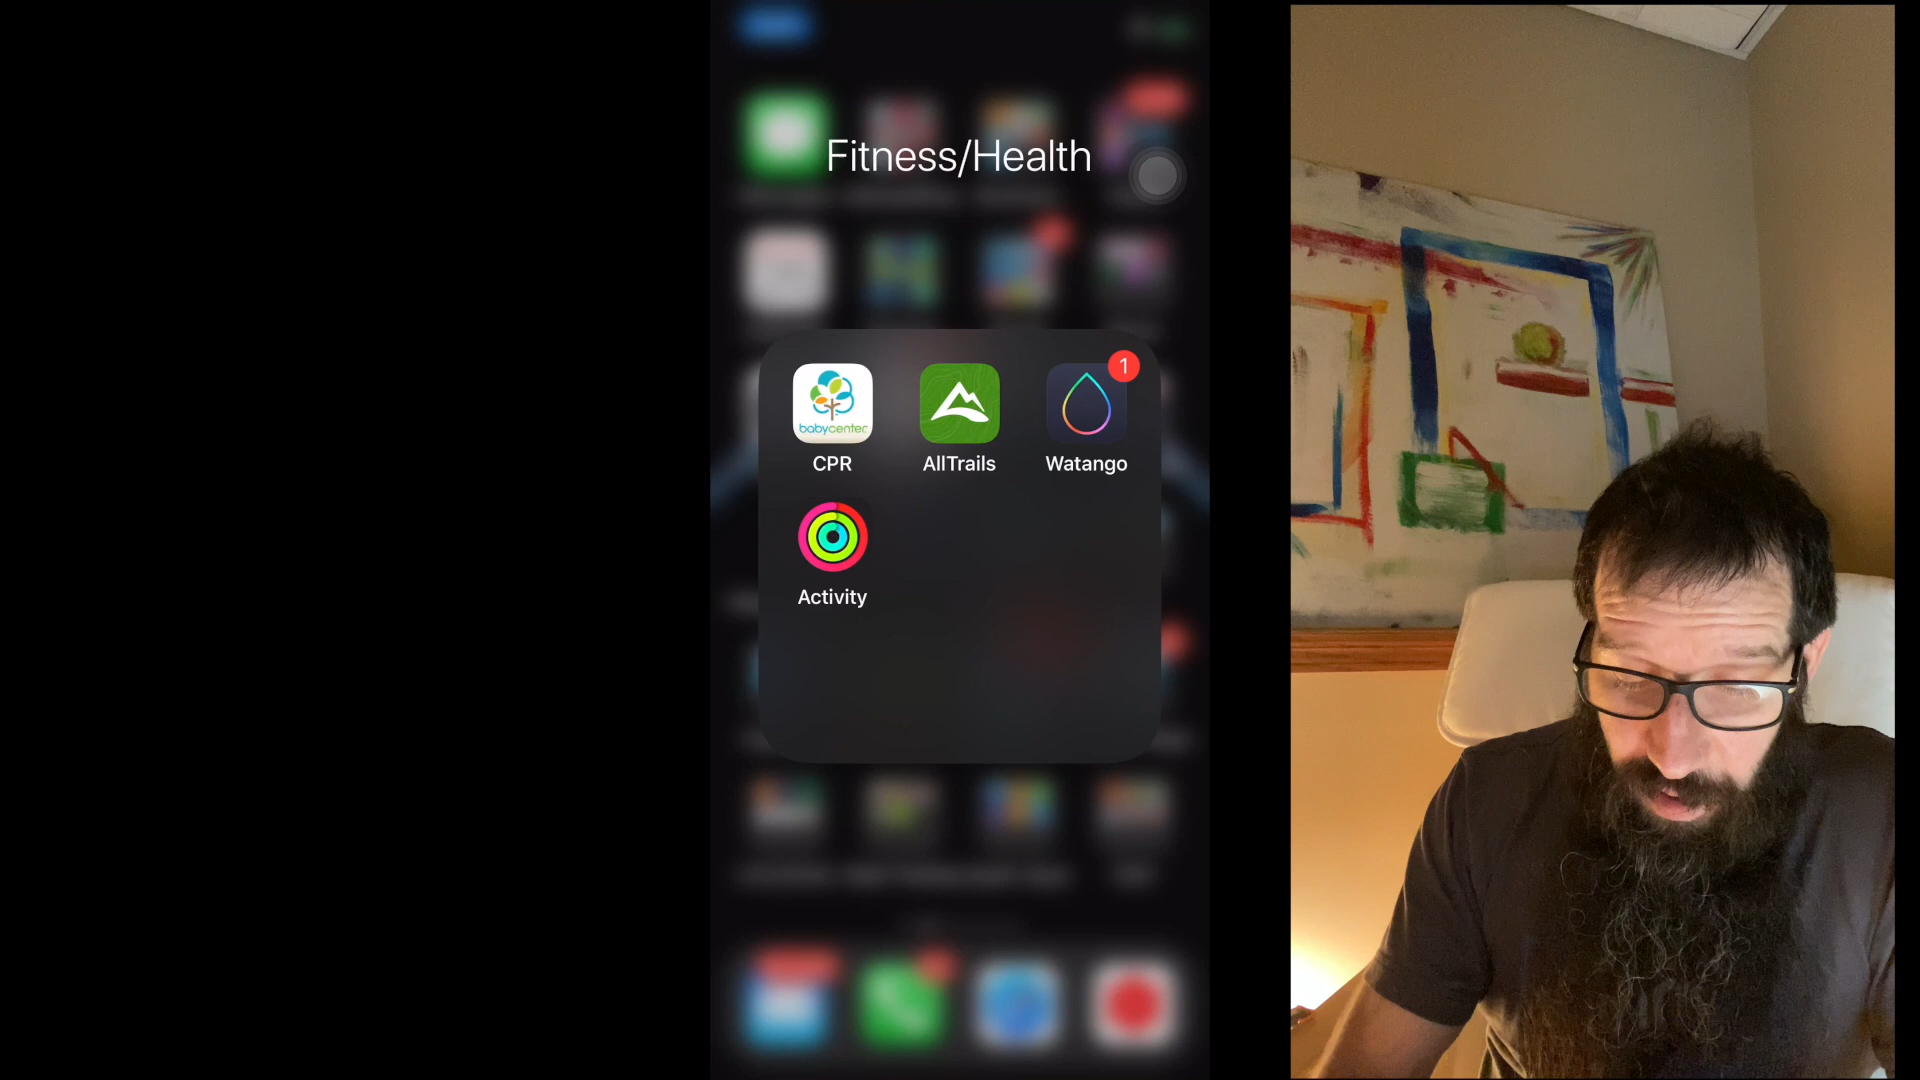 Fitness/Health
1
babycenter
CPR
AllTrails
Watango
Activity